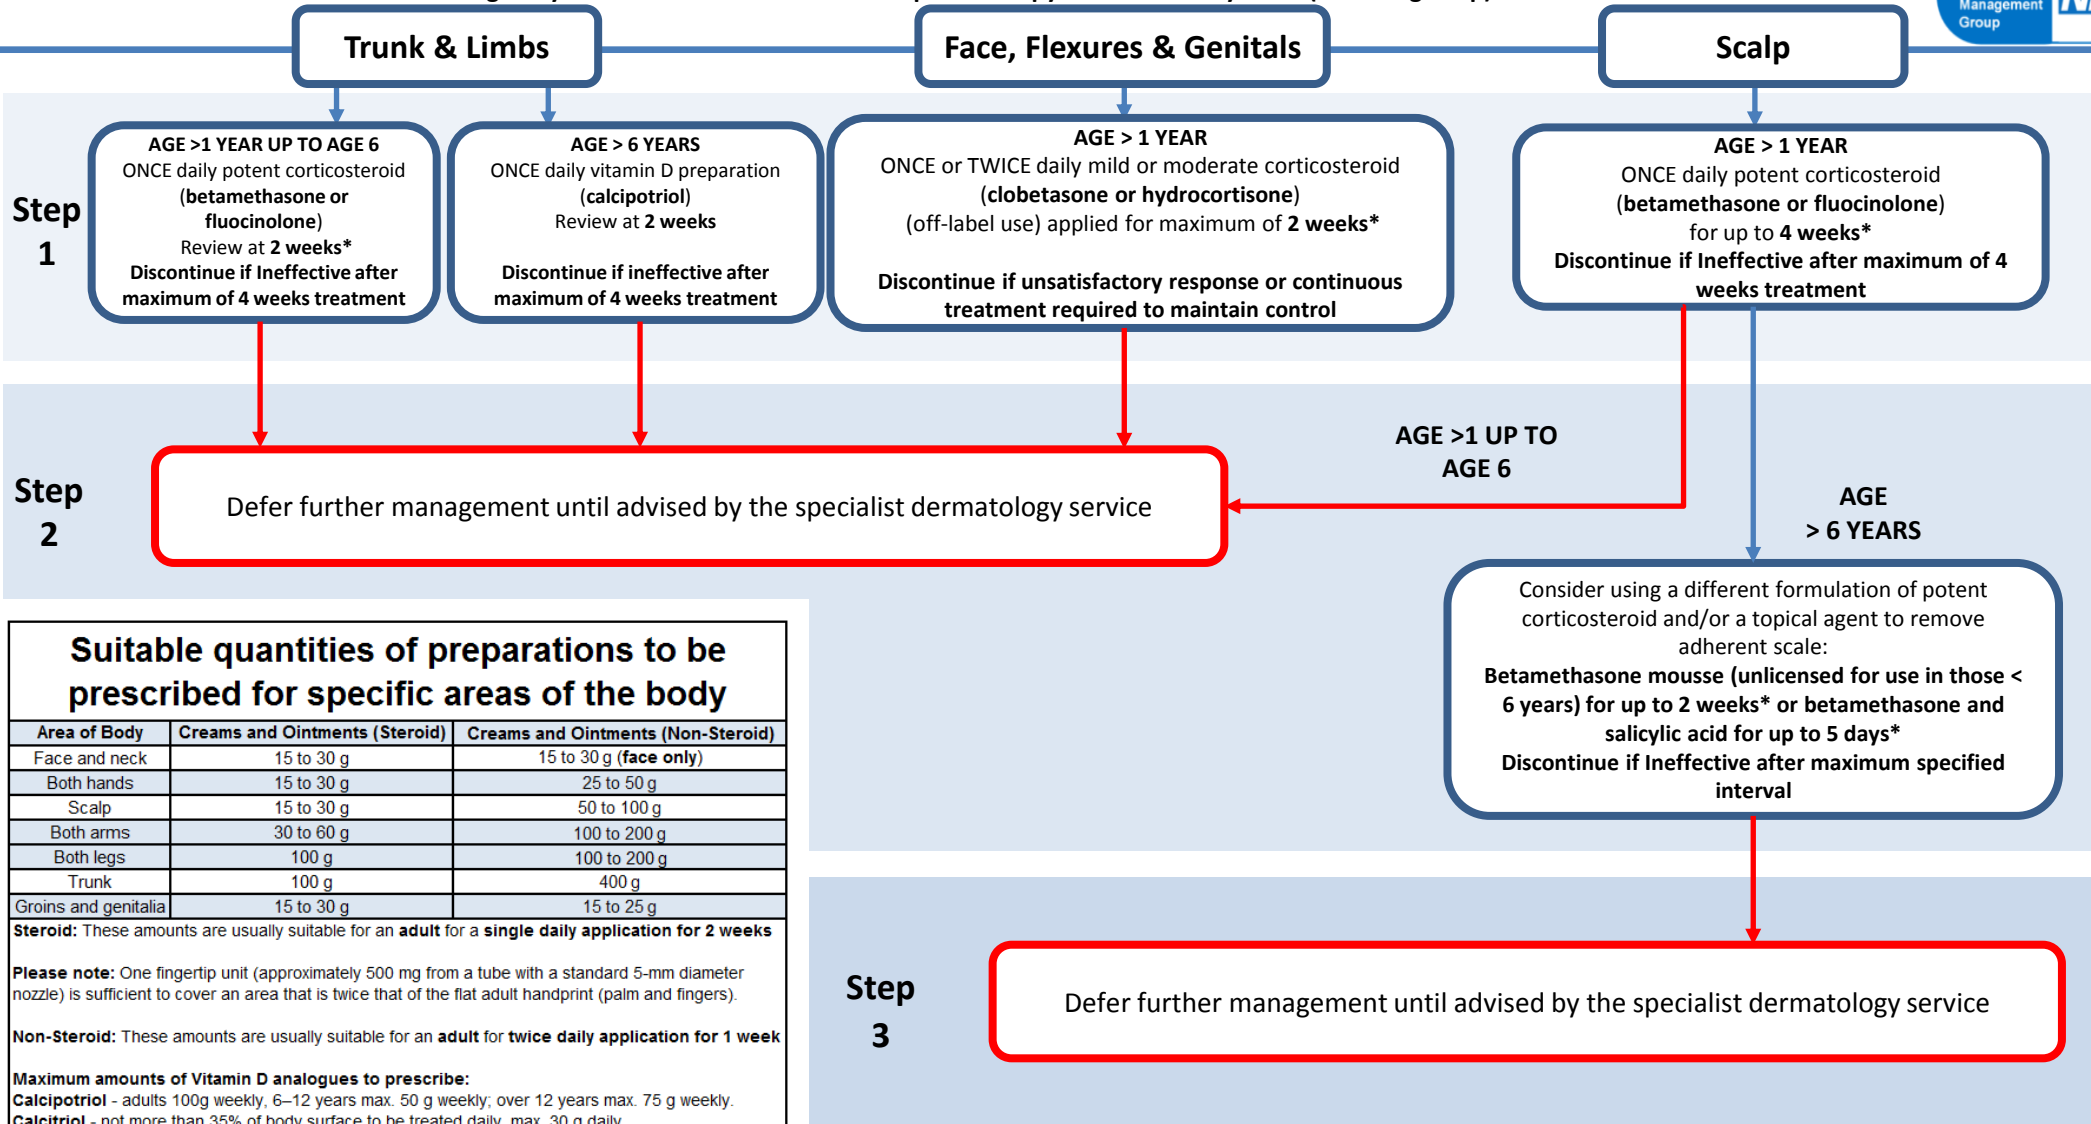 Management
Group
Trunk & Limbs
Face, Flexures & Genitals
Scalp
Step
1
AGE >1 YEAR UP TO AGE 6
ONCE daily potent corticosteroid
(betamethasone or
fluocinolone)
Review at 2 weeks*
Discontinue if Ineffective after
maximum of 4 weeks treatment
AGE > 6 YEARS
ONCE daily vitamin D preparation
(calcipotriol)
Review at 2 weeks
Discontinue if ineffective after
maximum of 4 weeks treatment
AGE > 1 YEAR
ONCE or TWICE daily mild or moderate corticosteroid
(clobetasone or hydrocortisone)
(off-label use) applied for maximum of 2 weeks*
Discontinue if unsatisfactory response or continuous
treatment required to maintain control
AGE > 1 YEAR
ONCE daily potent corticosteroid
(betamethasone or fluocinolone)
for up to 4 weeks*
Discontinue if Ineffective after maximum of 4
weeks treatment
Step
2
Defer further management until advised by the specialist dermatology service
AGE >1 UP TO
AGE 6
AGE
> 6 YEARS
Consider using a different formulation of potent
corticosteroid and/or a topical agent to remove
adherent scale:
Betamethasone mousse (unlicensed for use in those <
6 years) for up to 2 weeks* or betamethasone and
salicylic acid for up to 5 days*
Discontinue if Ineffective after maximum specified
interval
Suitable quantities of preparations to be
prescribed for specific areas of the body
Area of Body Creams and Ointments (Steroid) Creams and Ointments (Non-Steroid)
Face and neck 15 to 30 g 15 to 30 g (face only)
Both hands 15 to 30 g 25 to 50 g
Scalp 15 to 30 g 50 to 100 g
Both arms 30 to 60 g 100 to 200 g
Both legs 100 g 100 to 200 g
Trunk 100 g 400 g
Groins and genitalia 15 to 30 g 15 to 25 g
Steroid: These amounts are usually suitable for an adult for a single daily application for 2 weeks
Please note: One fingertip unit (approximately 500 mg from a tube with a standard 5-mm diameter
nozzle) is sufficient to cover an area that is twice that of the flat adult handprint (palm and fingers).
Non-Steroid: These amounts are usually suitable for an adult for twice daily application for 1 week
Maximum amounts of Vitamin D analogues to prescribe:
Calcipotriol - adults 100g weekly, 6–12 years max. 50 g weekly; over 12 years max. 75 g weekly.
Calcitriol - not more than 35% of body surface to be treated daily, max. 30 g daily
Step
3
Defer further management until advised by the specialist dermatology service